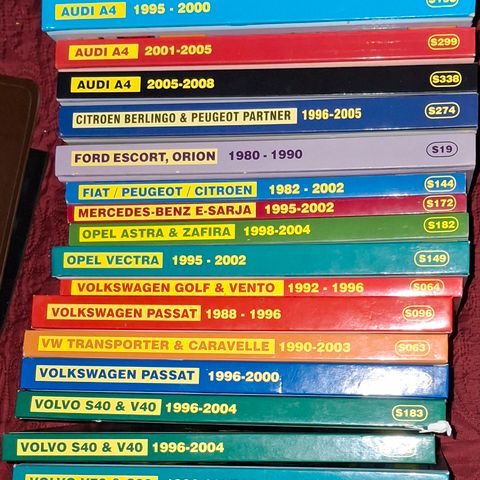 AUDI A4 1995 - 2000
AUDI A4 2001-2005 S299
AUDI A4 2005-2008 S338
CITROEN BERLINGO & PEUGEOT PARTNER 1996-2005 S274
FORD ESCORT, ORION 1980 - 1990 S19
FIAT / PEUGEOT / CITROEN 1982 - 2002 S144
MERCEDES-BENZ E-SARJA 1995-2002 S172
OPEL ASTRA & ZAFIRA 1998-2004 S182
OPEL VECTRA 1995 - 2002 S149
VOLKSWAGEN GOLF & VENTO 1992 - 1996 S064
VOLKSWAGEN PASSAT 1988 - 1996 S096
VW TRANSPORTER & CARAVELLE 1990-2003 S063
VOLKSWAGEN PASSAT 1996-2000
VOLVO S40 & V40 1996-2004 S183
VOLVO S40 & V40 1996-2004